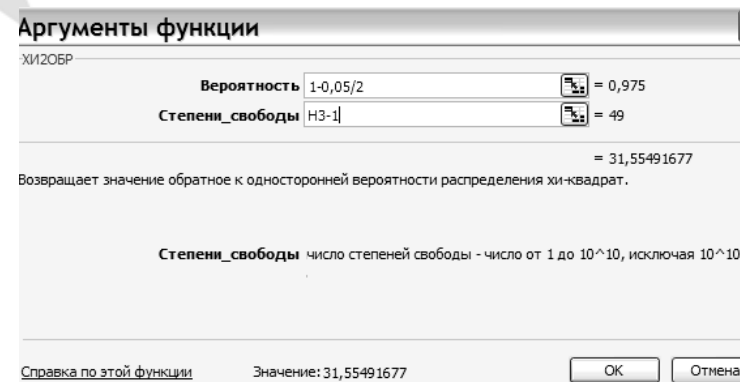 Аргументы функции
ХИ2ОБР
Вероятность 1-0,05/2 = 0,975
Степени_свободы H3-1 = 49
= 31,55491677
Возвращает значение обратное к односторонней вероятности распределения хи-квадрат.
Степени_свободы число степеней свободы - число от 1 до 10^10, исключая 10^10
Справка по этой функции Значение: 31,55491677 ОК Отмена